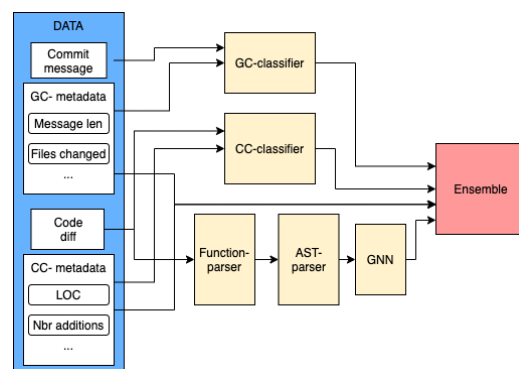 DATA
Commit
message
GC- metadata
Message len
Files changed
...
Code
diff
CC- metadata
LOC
Nbr additions
...
GC-classifier
CC-classifier
Function-
parser
AST-
parser
GNN
Ensemble